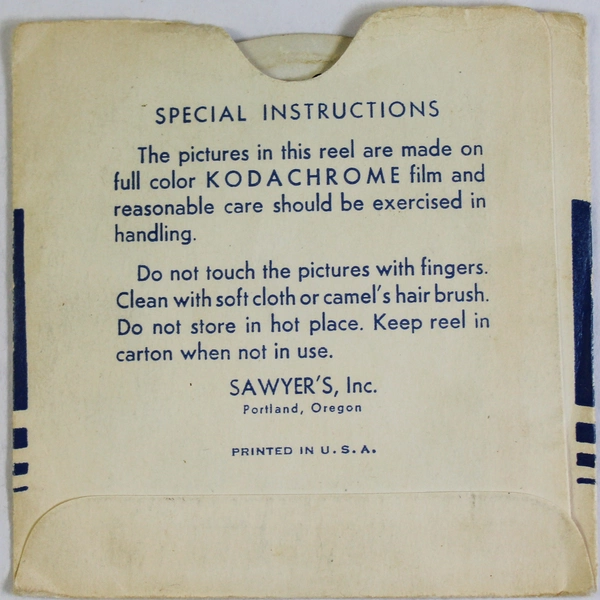 SPECIAL INSTRUCTIONS
The pictures in this reel are made on
full color KODACHROME film and
reasonable care should be exercised in
handling.
Do not touch the pictures with fingers.
Clean with soft cloth or camel's hair brush.
Do not store in hot place. Keep reel in
carton when not in use.
SAWYER'S, Inc.
Portland, Oregon
PRINTED IN U. S. A.